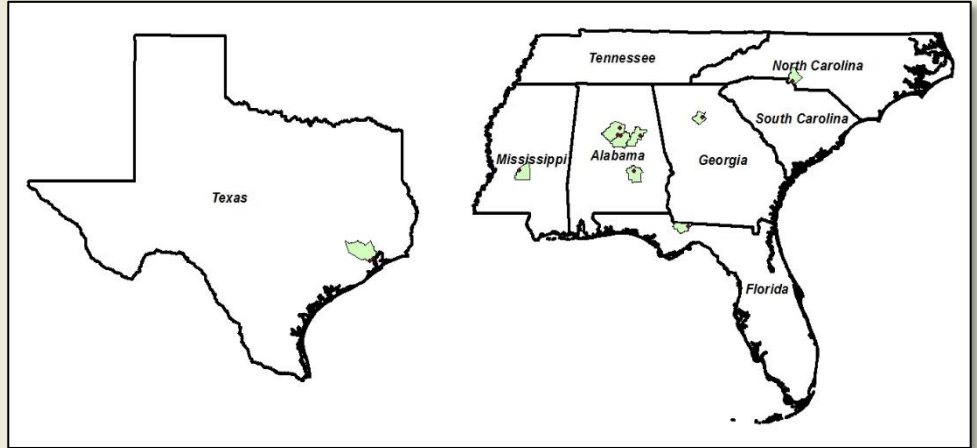 Texas
Tennessee
North Carolina
South Carolina
Mississippi
Alabama
Georgia
Florida